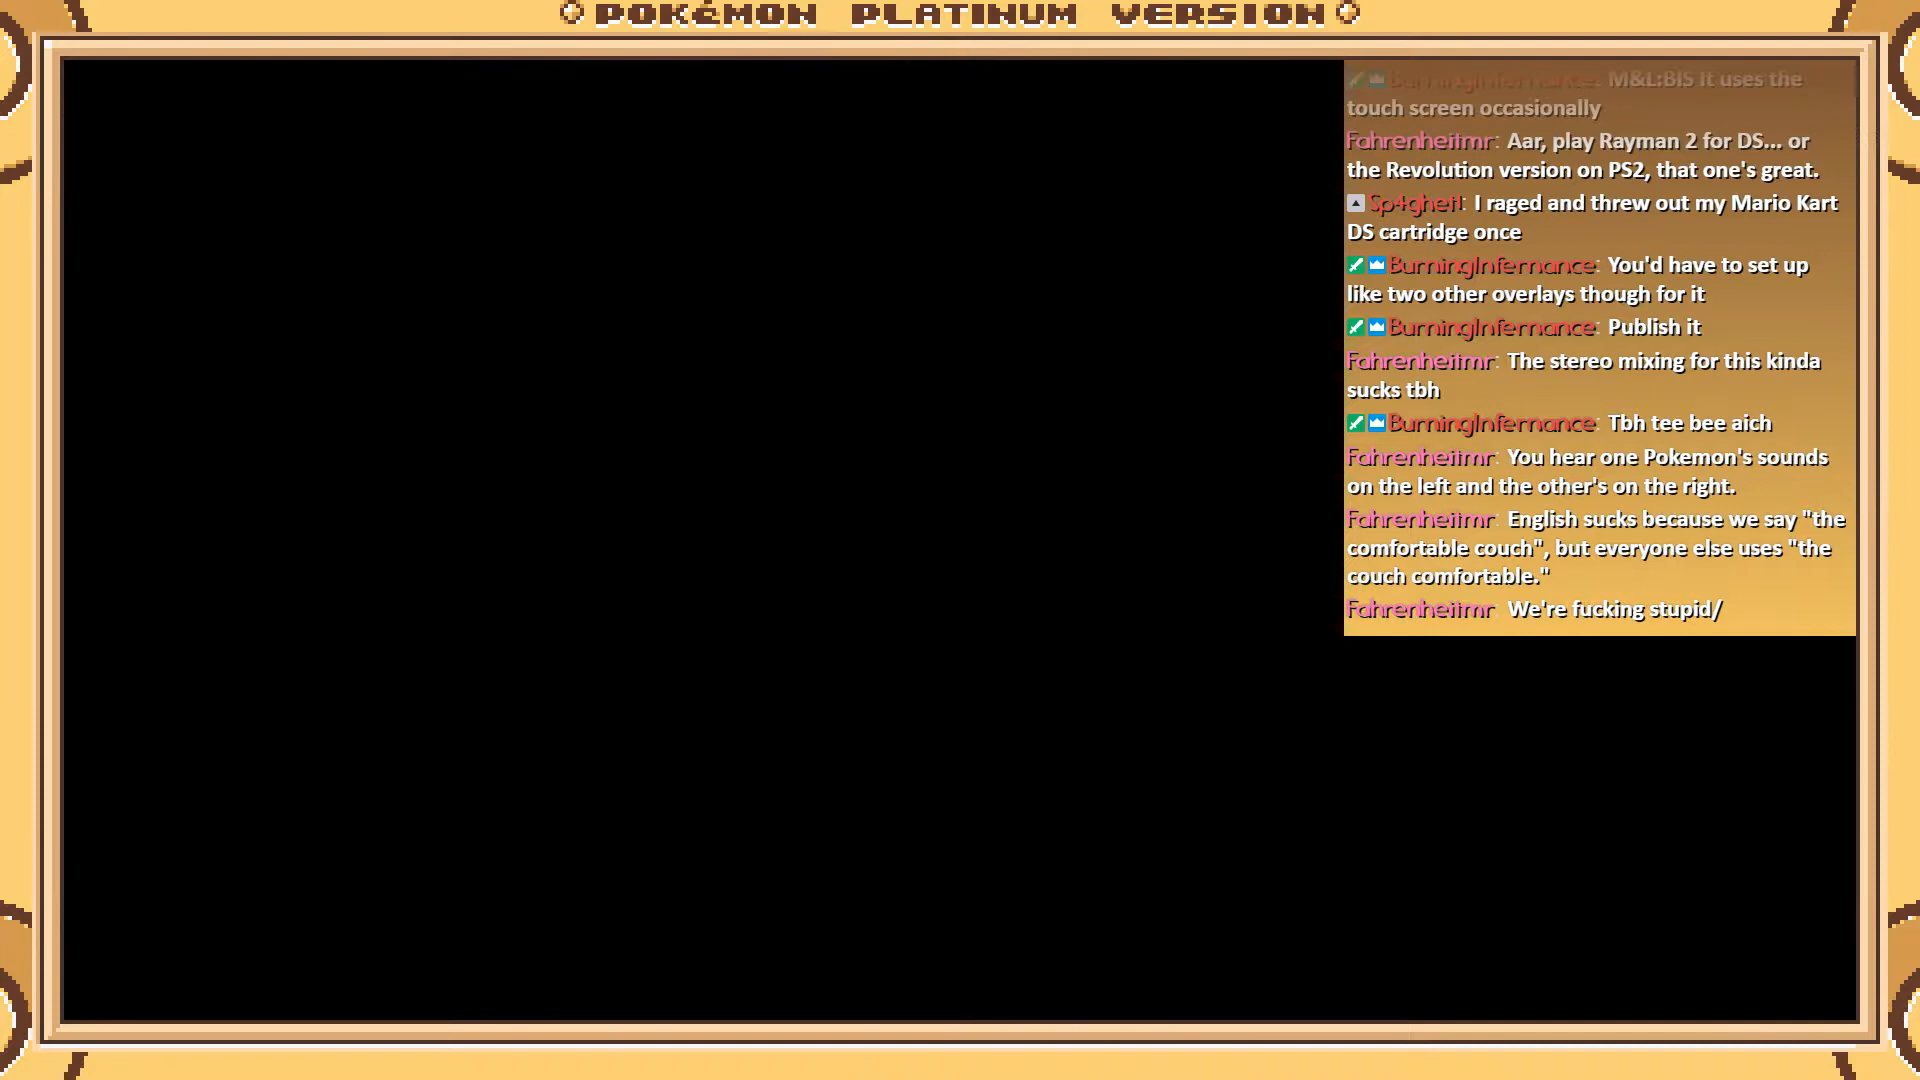 POKéMON PLATINUM VERSION
BurningInfernance: M&L:BIS It uses the
touch screen occasionally
Fahrenheitmr: Aar, play Rayman 2 for DS... or
the Revolution version on PS2, that one's great.
Sp4ghetI: I raged and threw out my Mario Kart
DS cartridge once
BurningInfernance: You'd have to set up
like two other overlays though for it
BurningInfernance: Publish it
Fahrenheitmr: The stereo mixing for this kinda
sucks tbh
BurningInfernance: Tbh tee bee aich
Fahrenheitmr: You hear one Pokemon's sounds
on the left and the other's on the right.
Fahrenheitmr: English sucks because we say "the
comfortable couch", but everyone else uses "the
couch comfortable."
Fahrenheitmr: We're fucking stupid/